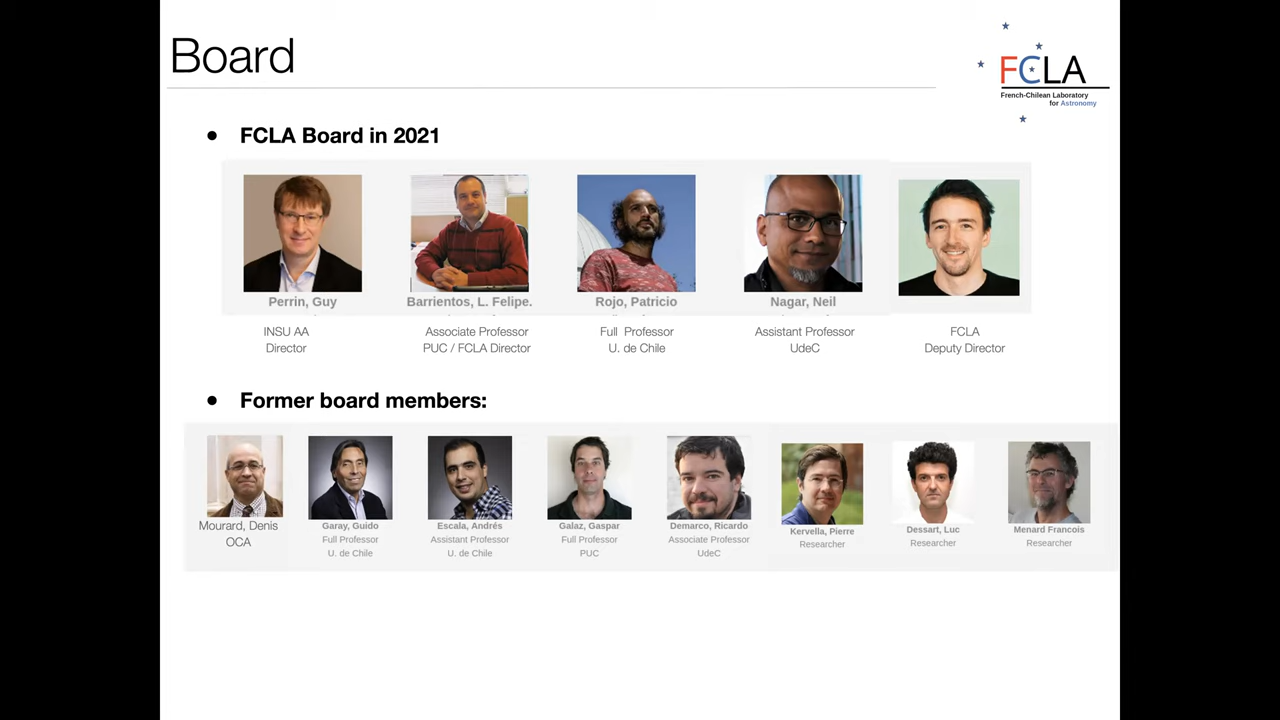 Board
FCLA
French-Chilean Laboratory
for Astronomy
• FCLA Board in 2021
Perrin, Guy
INSU AA
Director
Barrientos, L. Felipe.
Associate Professor
PUC / FCLA Director
Rojo, Patricio
Full Professor
U. de Chile
Nagar, Neil
Assistant Professor
UdeC
FCLA
Deputy Director
• Former board members:
Mourard, Denis
OCA
Garay, Guido
Full Professor
U. de Chile
Escala, Andrés
Assistant Professor
U. de Chile
Galaz, Gaspar
Full Professor
PUC
Demarco, Ricardo
Associate Professor
UdeC
Kervella, Pierre
Researcher
Dessart, Luc
Researcher
Menard Francois
Researcher